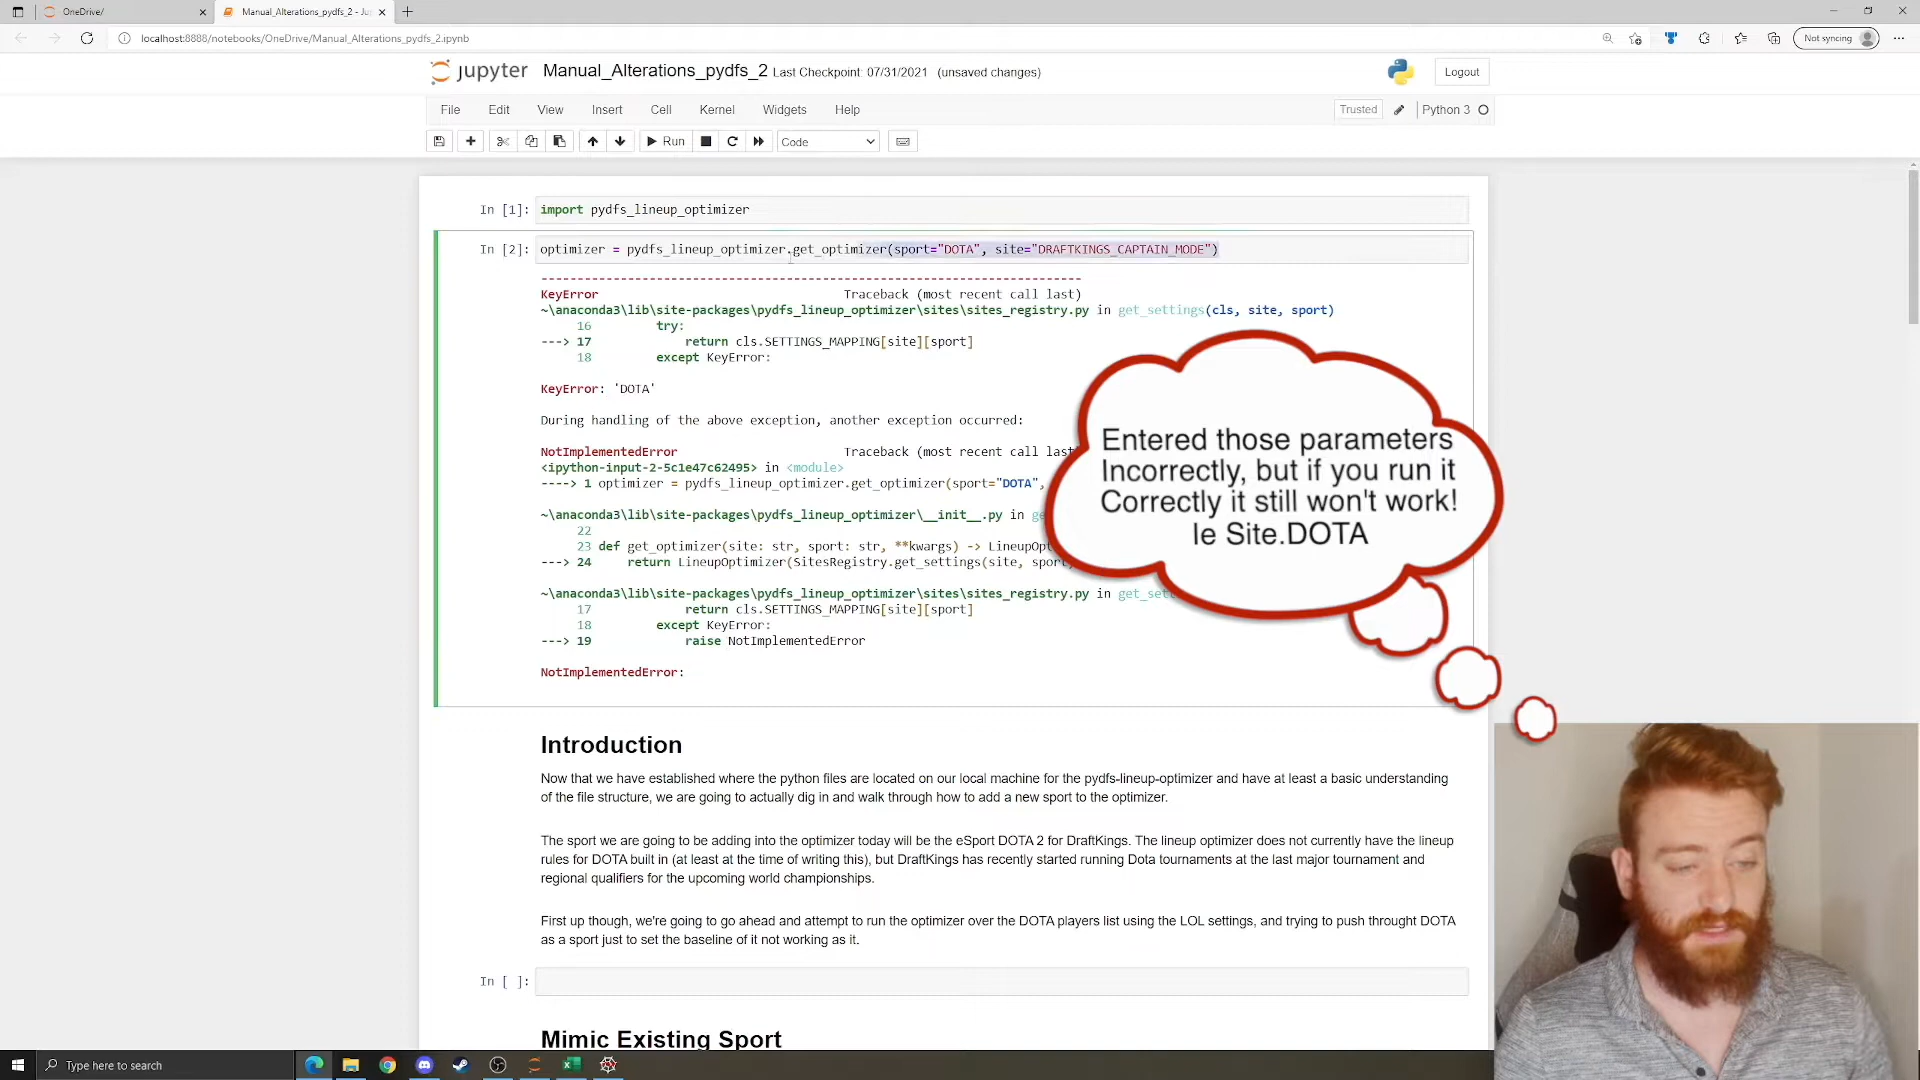 OneDrive/
Manual_Alterations_pydfs_2 - Ju
localhost:8888/notebooks/OneDrive/Manual_Alterations_pydfs_2.ipynb
Not syncing
jupyter Manual_Alterations_pydfs_2 Last Checkpoint: 07/31/2021 (unsaved changes)
Logout
File Edit View Insert Cell Kernel Widgets Help
Trusted
Python 3
Run
Code
In [1]: import pydfs_lineup_optimizer
In [2]: optimizer = pydfs_lineup_optimizer.get_optimizer(sport="DOTA", site="DRAFTKINGS_CAPTAIN_MODE")
---------------------------------------------------------------------------
KeyError Traceback (most recent call last)
~\anaconda3\lib\site-packages\pydfs_lineup_optimizer\sites\sites_registry.py in get_settings(cls, site, sport)
16 try:
---> 17 return cls.SETTINGS_MAPPING[site][sport]
18 except KeyError:
KeyError: 'DOTA'
During handling of the above exception, another exception occurred:
NotImplementedError Traceback (most recent call last
<ipython-input-2-5c1e47c62495> in <module>
----> 1 optimizer = pydfs_lineup_optimizer.get_optimizer(sport="DOTA",
~\anaconda3\lib\site-packages\pydfs_lineup_optimizer\__init__.py in
22
23 def get_optimizer(site: str, sport: str, **kwargs) ->
---> 24 return LineupOptimizer(SitesRegistry.get_settings(site, sport
~\anaconda3\lib\site-packages\pydfs_lineup_optimizer\sites\sites_registry.py in
17 return cls.SETTINGS_MAPPING[site][sport]
18 except KeyError:
---> 19 raise NotImplementedError
NotImplementedError:
Entered those parameters
Incorrectly, but if you run it
Correctly it still won't work!
Ie Site.DOTA
Introduction
Now that we have established where the python files are located on our local machine for the pydfs-lineup-optimizer and have at least a basic understanding
of the file structure, we are going to actually dig in and walk through how to add a new sport to the optimizer.
The sport we are going to be adding into the optimizer today will be the eSport DOTA 2 for DraftKings. The lineup optimizer does not currently have the lineup
rules for DOTA built in (at least at the time of writing this), but DraftKings has recently started running Dota tournaments at the last major tournament and
regional qualifiers for the upcoming world championships.
First up though, we're going to go ahead and attempt to run the optimizer over the DOTA players list using the LOL settings, and trying to push throught DOTA
as a sport just to set the baseline of it not working as it.
In [ ]:
Mimic Existing Sport
Type here to search